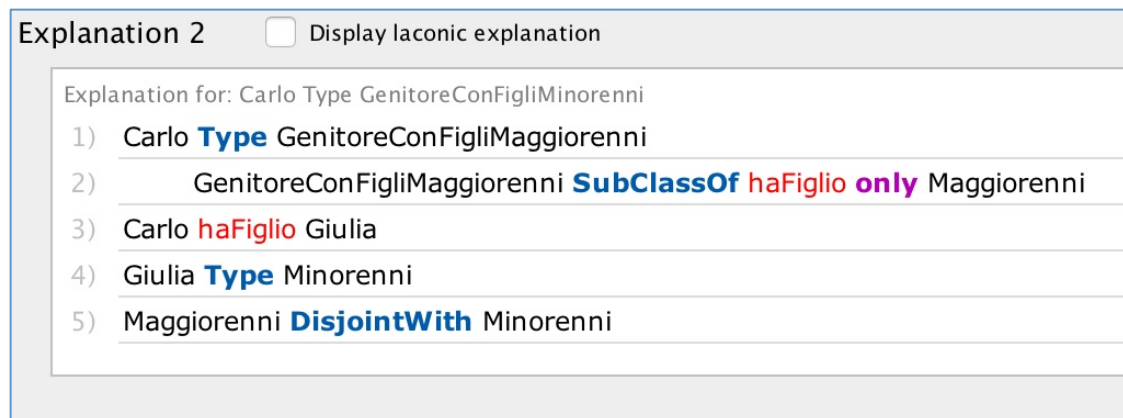 Explanation 2 Display laconic explanation
Explanation for: Carlo Type GenitoreConFigliMinorenni
1) Carlo Type GenitoreConFigliMaggiorenni
2) GenitoreConFigliMaggiorenni SubClassOf haFiglio only Maggiorenni
3) Carlo haFiglio Giulia
4) Giulia Type Minorenni
5) Maggiorenni DisjointWith Minorenni